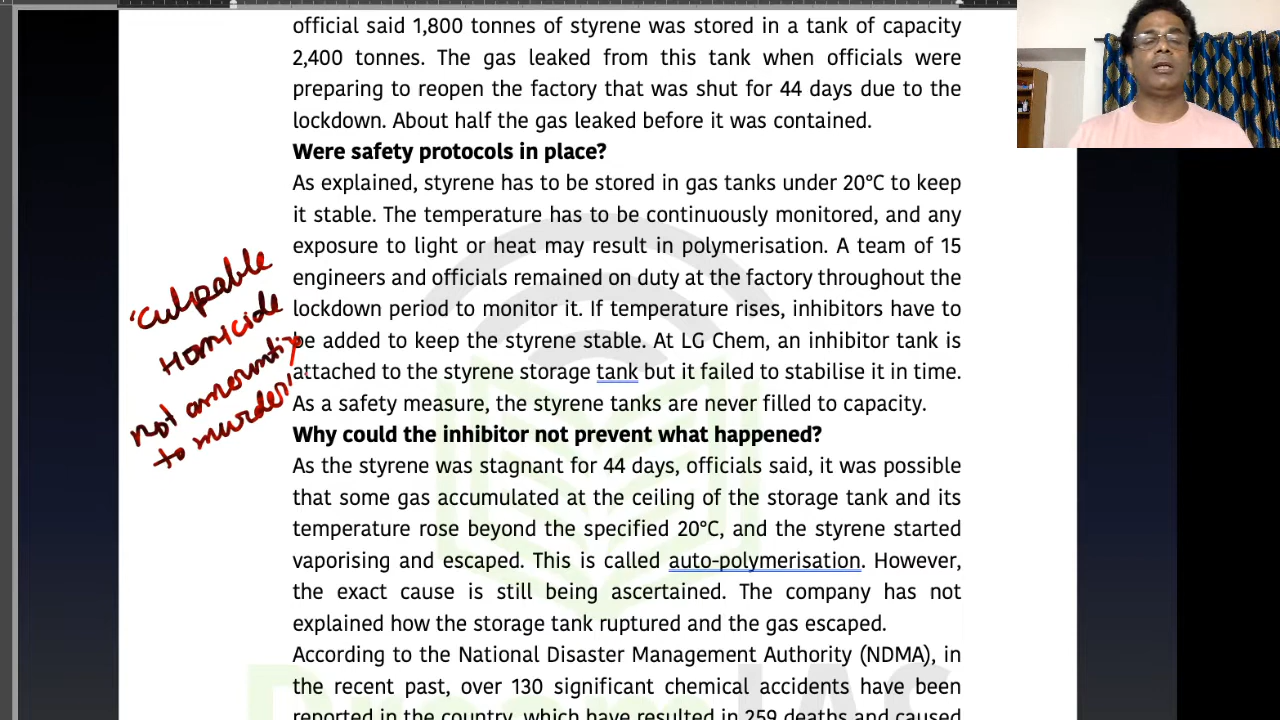 official said 1,800 tonnes of styrene was stored in a tank of capacity
2,400 tonnes. The gas leaked from this tank when officials were
preparing to reopen the factory that was shut for 44 days due to the
lockdown. About half the gas leaked before it was contained.
Were safety protocols in place?
As explained, styrene has to be stored in gas tanks under 20°C to keep
it stable. The temperature has to be continuously monitored, and any
exposure to light or heat may result in polymerisation. A team of 15
engineers and officials remained on duty at the factory throughout the
lockdown period to monitor it. If temperature rises, inhibitors have to
be added to keep the styrene stable. At LG Chem, an inhibitor tank is
attached to the styrene storage tank but it failed to stabilise it in time.
As a safety measure, the styrene tanks are never filled to capacity.
Why could the inhibitor not prevent what happened?
As the styrene was stagnant for 44 days, officials said, it was possible
that some gas accumulated at the ceiling of the storage tank and its
temperature rose beyond the specified 20°C, and the styrene started
vaporising and escaped. This is called auto-polymerisation. However,
the exact cause is still being ascertained. The company has not
explained how the storage tank ruptured and the gas escaped.
According to the National Disaster Management Authority (NDMA), in
the recent past, over 130 significant chemical accidents have been
reported in the country, which have resulted in 259 deaths and caused
'Culpable
Homicide
not amounting
to murder'